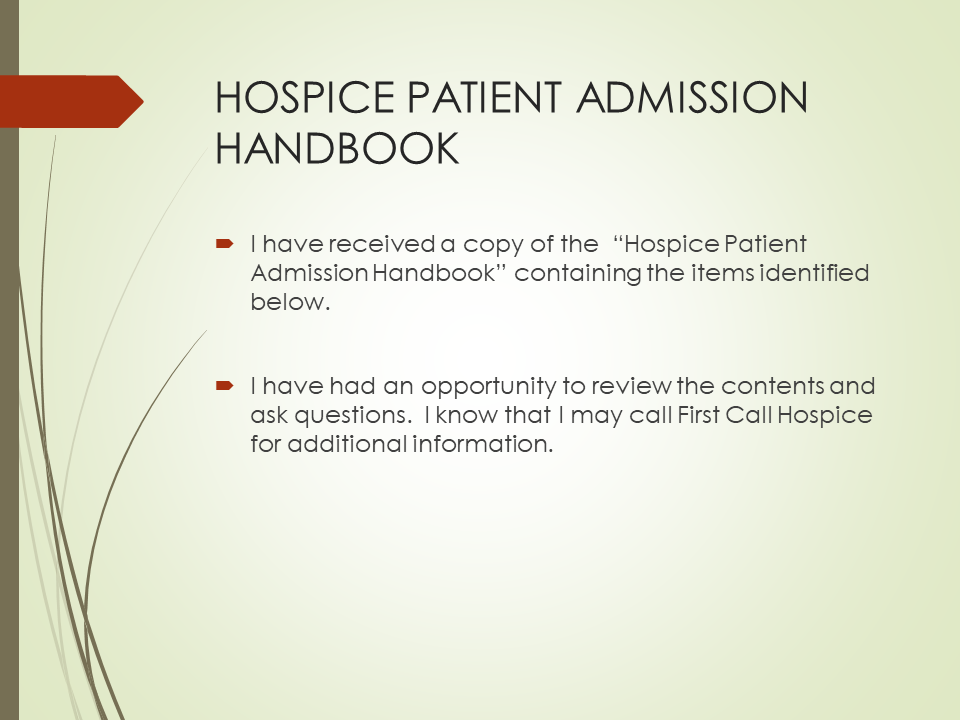 HOSPICE PATIENT ADMISSION
HANDBOOK
I have received a copy of the “Hospice Patient
Admission Handbook” containing the items identified
below.
I have had an opportunity to review the contents and
ask questions. I know that I may call First Call Hospice
for additional information.